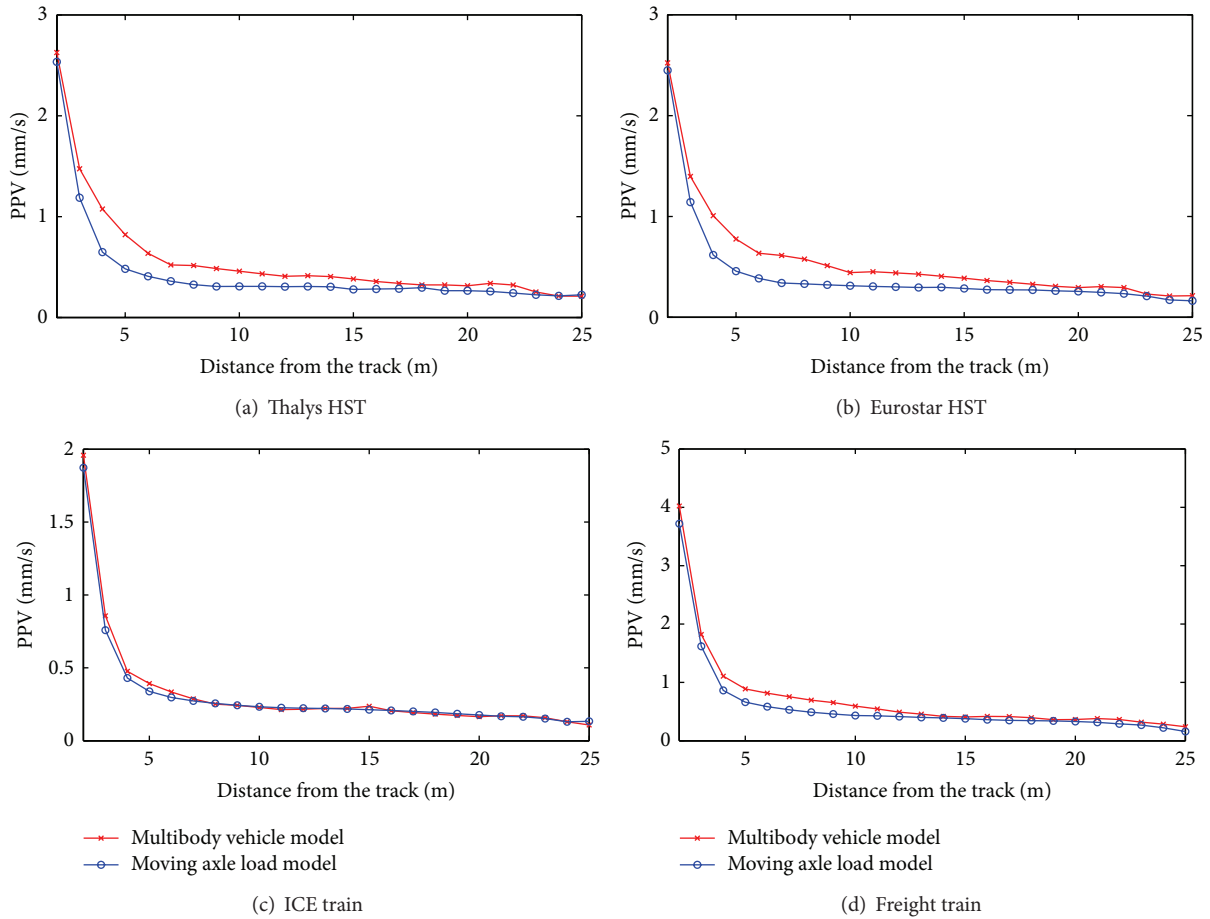 3
2
1
0
PPV (mm/s)
5 10 15 20 25
Distance from the track (m)
(a) Thalys HST
3
2
1
0
PPV (mm/s)
5 10 15 20 25
Distance from the track (m)
(b) Eurostar HST
2
1.5
1
0.5
0
PPV (mm/s)
5 10 15 20 25
Distance from the track (m)
Multibody vehicle model
Moving axle load model
(c) ICE train
5
4
3
2
1
0
PPV (mm/s)
5 10 15 20 25
Distance from the track (m)
Multibody vehicle model
Moving axle load model
(d) Freight train